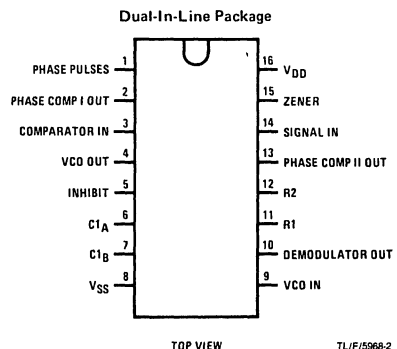 Dual-In-Line Package
PHASE PULSES 1
PHASE COMP I OUT 2
COMPARATOR IN 3
VCO OUT 4
INHIBIT 5
C1A 6
C1B 7
VSS 8
16 VDD
15 ZENER
14 SIGNAL IN
13 PHASE COMP II OUT
12 R2
11 R1
10 DEMODULATOR OUT
9 VCO IN
TOP VIEW
TL/F/5968-2